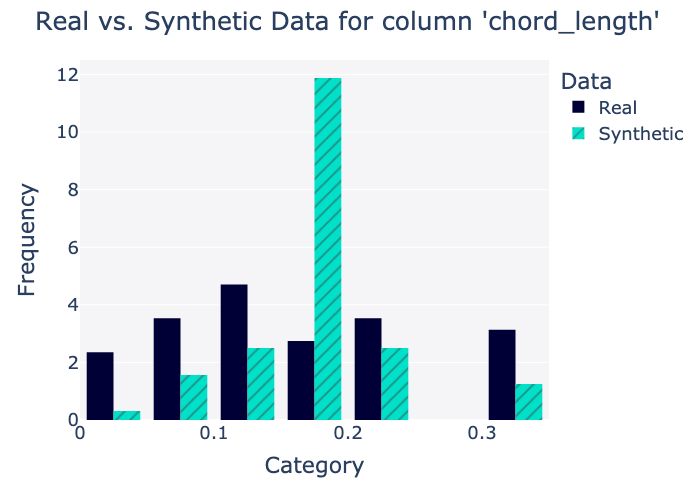 Real vs. Synthetic Data for column 'chord_length'
Data
Real
Synthetic
12
10
8
6
4
2
0
Frequency
0
0.1
0.2
0.3
Category